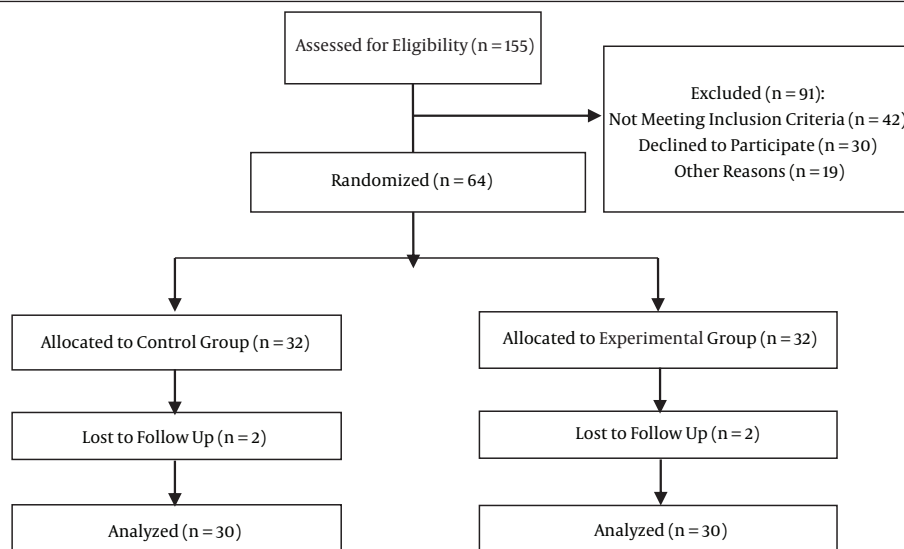 Assessed for Eligibility (n = 155)
Excluded (n = 91):
Not Meeting Inclusion Criteria (n = 42)
Declined to Participate (n = 30)
Other Reasons (n = 19)
Randomized (n = 64)
Allocated to Control Group (n = 32)
Allocated to Experimental Group (n = 32)
Lost to Follow Up (n = 2)
Lost to Follow Up (n = 2)
Analyzed (n = 30)
Analyzed (n = 30)